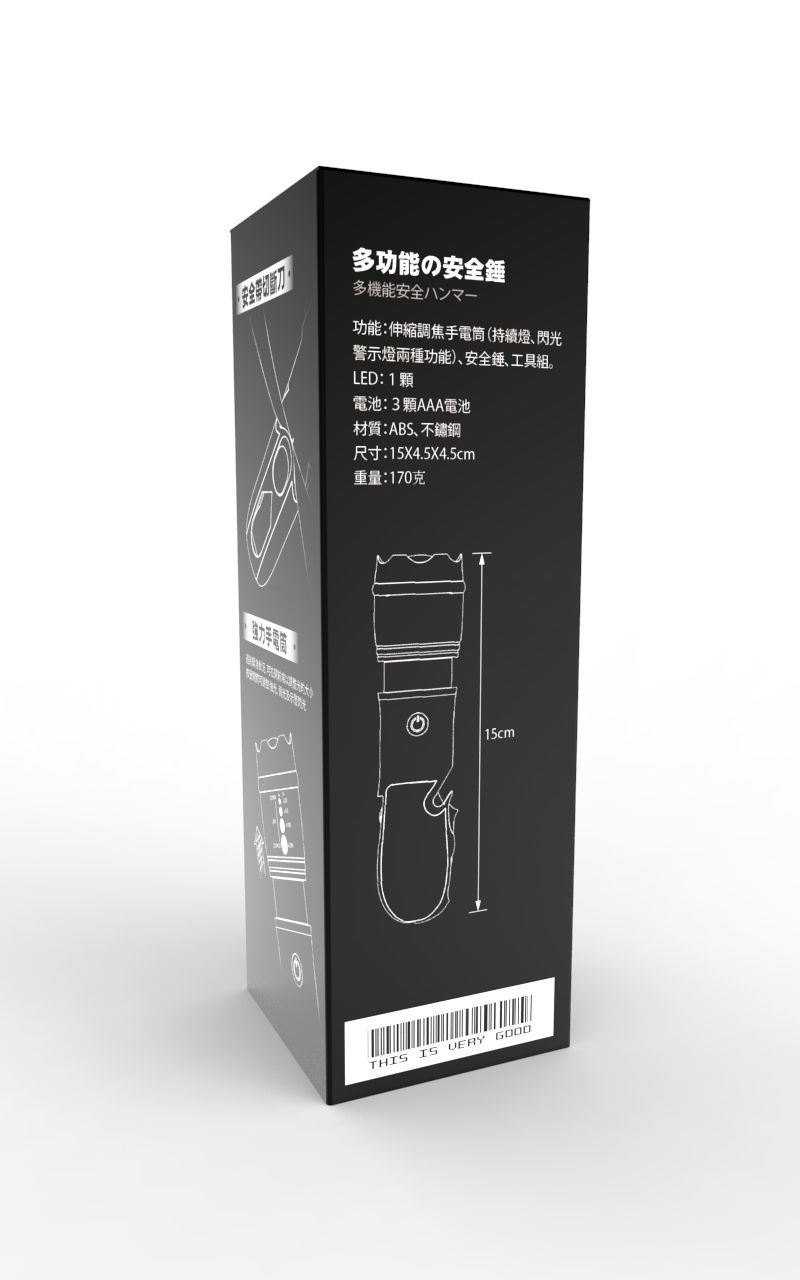 多功能の安全錘
多機能安全ハンマー
功能：伸縮調焦手電筒（持續燈、閃光
警示燈兩種功能）、安全錘、工具組。
LED：1 顆
電池：3 顆AAA電池
材質：ABS、不鏽鋼
尺寸：15X4.5X4.5cm
重量：170克
15cm
THIS IS VERY GOOD
·安全帶切斷刀·
·強力手電筒·